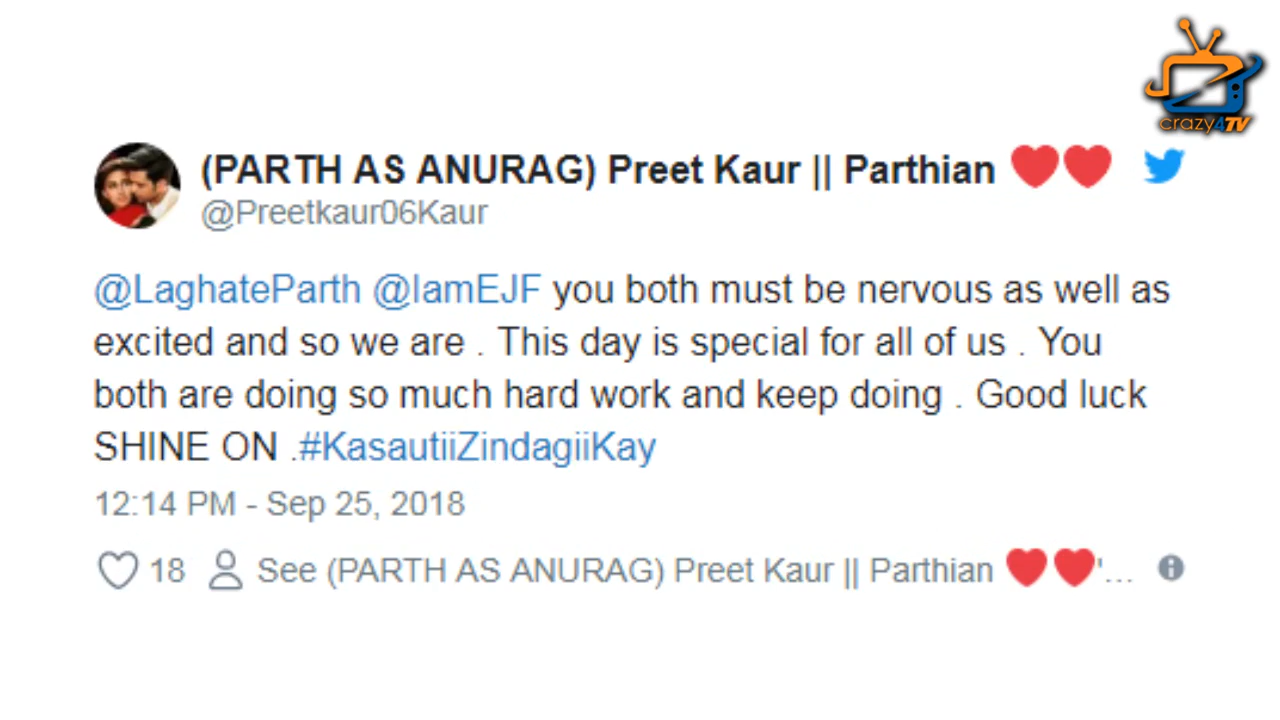 crazy4TV
(PARTH AS ANURAG) Preet Kaur || Parthian ❤️❤️
@Preetkaur06Kaur
@LaghateParth @IamEJF you both must be nervous as well as
excited and so we are . This day is special for all of us . You
both are doing so much hard work and keep doing . Good luck
SHINE ON .#KasautiiZindagiiKay
12:14 PM - Sep 25, 2018
18 See (PARTH AS ANURAG) Preet Kaur || Parthian ❤️❤️'...